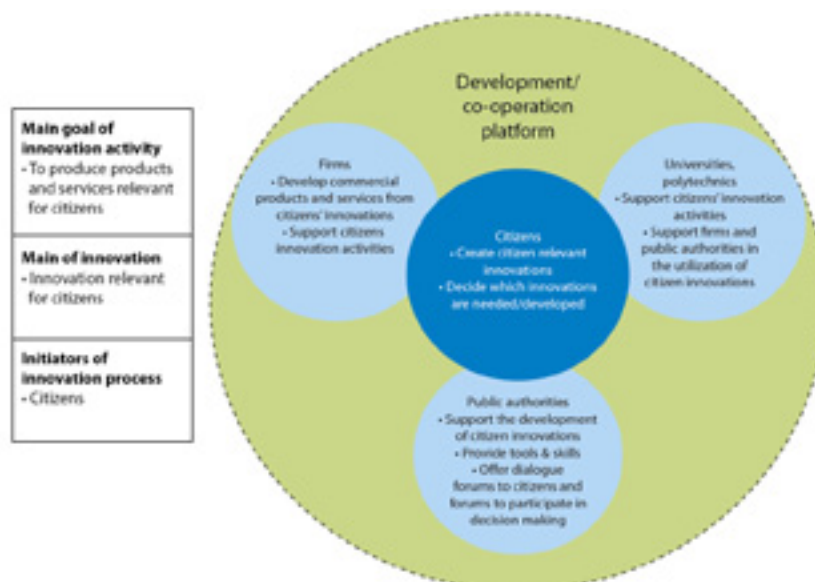 Main goal of
innovation activity
• To produce products
and services relevant
for citizens
Main of innovation
• Innovation relevant
for citizens
Initiators of
innovation process
• Citizens
Development/
co-operation
platform
Firms
• Develop commercial
products and services from
citizens' innovations
• Support citizens
innovation activities
Citizens
• Create citizen relevant
innovations
• Decide which innovations
are needed/developed
Universities,
polytechnics
• Support citizens' innovation
activities
• Support firms and
public authorities in
the utilization of
citizen innovations
Public authorities
• Support the development
of citizen innovations
• Provide tools & skills
• Offer dialogue
forums to citizens and
forums to participate in
decision making